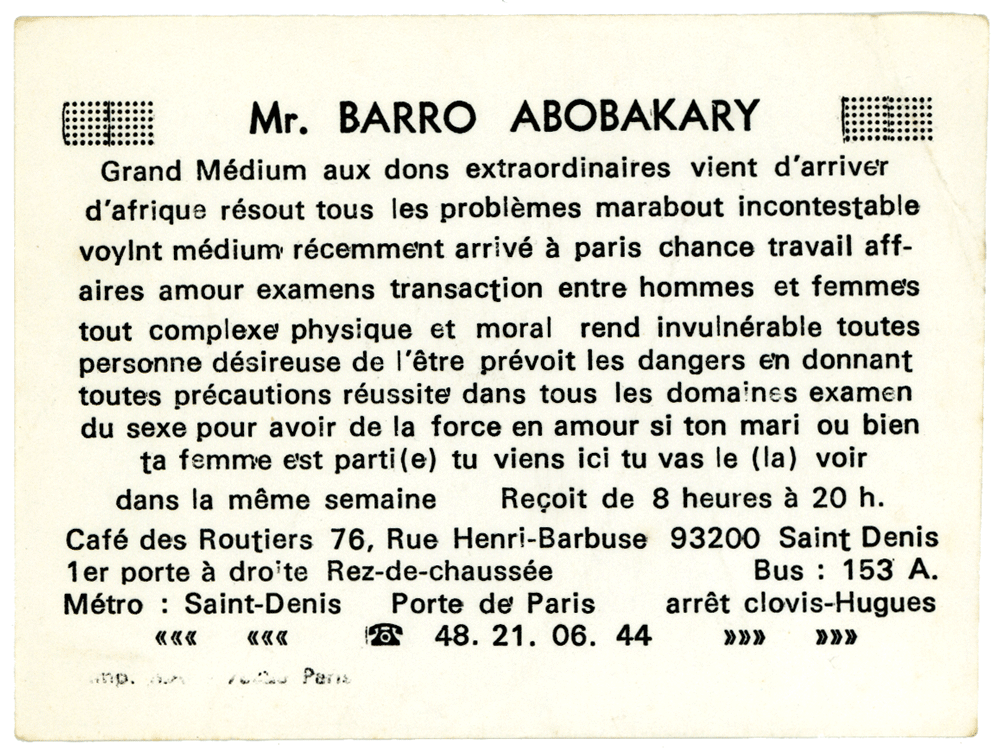 Mr. BARRO ABOBAKARY
Grand Médium aux dons extraordinaires vient d'arriver
d'afrique résout tous les problèmes marabout incontestable
voylnt médium récemment arrivé à paris chance travail aff-
aires amour examens transaction entre hommes et femmes
tout complexe physique et moral rend invulnérable toutes
personne désireuse de l'être prévoit les dangers en donnant
toutes précautions réussite dans tous les domaines examen
du sexe pour avoir de la force en amour si ton mari ou bien
ta femme est parti(e) tu viens ici tu vas le (la) voir
dans la même semaine Reçoit de 8 heures à 20 h.
Café des Routiers 76, Rue Henri-Barbuse 93200 Saint Denis
1er porte à droite Rez-de-chaussée Bus : 153 A.
Métro : Saint-Denis Porte de Paris arrêt clovis-Hugues
««« ««« ☎ 48. 21. 06. 44 »»» »»»
Paris